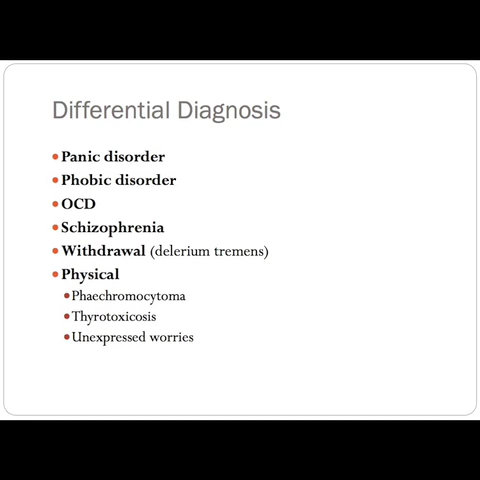 Differential Diagnosis
• Panic disorder
• Phobic disorder
• OCD
• Schizophrenia
• Withdrawal (delerium tremens)
• Physical
• Phaechromocytoma
• Thyrotoxicosis
• Unexpressed worries